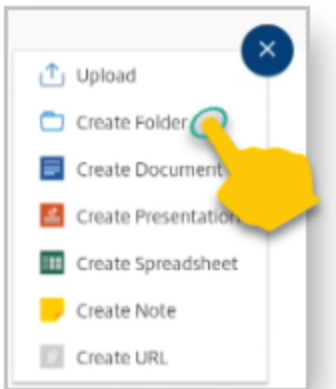 Upload
Create Folder
Create Document
Create Presentation
Create Spreadsheet
Create Note
Create URL